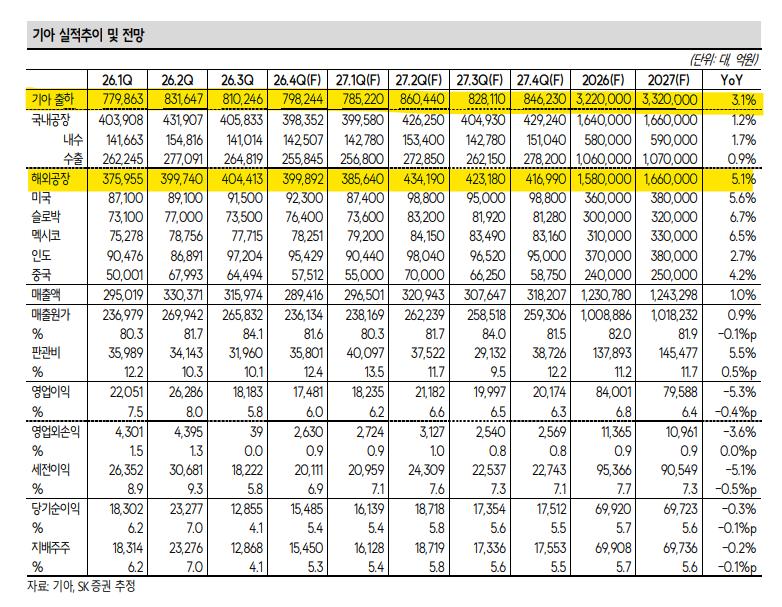 기아 실적추이 및 전망
(단위: 대, 억원)
26.1Q 26.2Q 26.3Q 26.4Q(F) 27.1Q(F) 27.2Q(F) 27.3Q(F) 27.4Q(F) 2026(F) 2027(F) YoY
기아 출하 779,863 831,647 810,246 798,244 785,220 860,440 828,110 846,230 3,220,000 3,320,000 3.1%
국내공장 403,908 431,907 405,833 398,352 399,580 426,250 404,930 429,240 1,640,000 1,660,000 1.2%
내수 141,663 154,816 141,014 142,507 142,780 153,400 142,780 151,040 580,000 590,000 1.7%
수출 262,245 277,091 264,819 255,845 256,800 272,850 262,150 278,200 1,060,000 1,070,000 0.9%
해외공장 375,955 399,740 404,413 399,892 385,640 434,190 423,180 416,990 1,580,000 1,660,000 5.1%
미국 87,100 89,100 91,500 92,300 87,400 98,800 95,000 98,800 360,000 380,000 5.6%
슬로박 73,100 77,000 73,500 76,400 73,600 83,200 81,920 81,280 300,000 320,000 6.7%
멕시코 75,278 78,756 77,715 78,251 79,200 84,150 83,490 83,160 310,000 330,000 6.5%
인도 90,476 86,891 97,204 95,429 90,440 98,040 96,520 95,000 370,000 380,000 2.7%
중국 50,001 67,993 64,494 57,512 55,000 70,000 66,250 58,750 240,000 250,000 4.2%
매출액 295,019 330,371 315,974 289,416 296,501 320,943 307,647 318,207 1,230,780 1,243,298 1.0%
매출원가 236,979 269,942 265,832 236,134 238,169 262,239 258,518 259,306 1,008,886 1,018,232 0.9%
% 80.3 81.7 84.1 81.6 80.3 81.7 84.0 81.5 82.0 81.9 -0.1%p
판관비 35,989 34,143 31,960 35,801 40,097 37,522 29,132 38,726 137,893 145,477 5.5%
% 12.2 10.3 10.1 12.4 13.5 11.7 9.5 12.2 11.2 11.7 0.5%p
영업이익 22,051 26,286 18,183 17,481 18,235 21,182 19,997 20,174 84,001 79,588 -5.3%
% 7.5 8.0 5.8 6.0 6.2 6.6 6.5 6.3 6.8 6.4 -0.4%p
영업외손익 4,301 4,395 39 2,630 2,724 3,127 2,540 2,569 11,365 10,961 -3.6%
% 1.5 1.3 0.0 0.9 0.9 1.0 0.8 0.8 0.9 0.9 0.0%p
세전이익 26,352 30,681 18,222 20,111 20,959 24,309 22,537 22,743 95,366 90,549 -5.1%
% 8.9 9.3 5.8 6.9 7.1 7.6 7.3 7.1 7.7 7.3 -0.5%p
당기순이익 18,302 23,277 12,855 15,485 16,139 18,718 17,354 17,512 69,920 69,723 -0.3%
% 6.2 7.0 4.1 5.4 5.4 5.8 5.6 5.5 5.7 5.6 -0.1%p
지배주주 18,314 23,276 12,868 15,450 16,128 18,719 17,336 17,553 69,908 69,736 -0.2%
% 6.2 7.0 4.1 5.3 5.4 5.8 5.6 5.5 5.7 5.6 -0.1%p
자료: 기아, SK 증권 추정